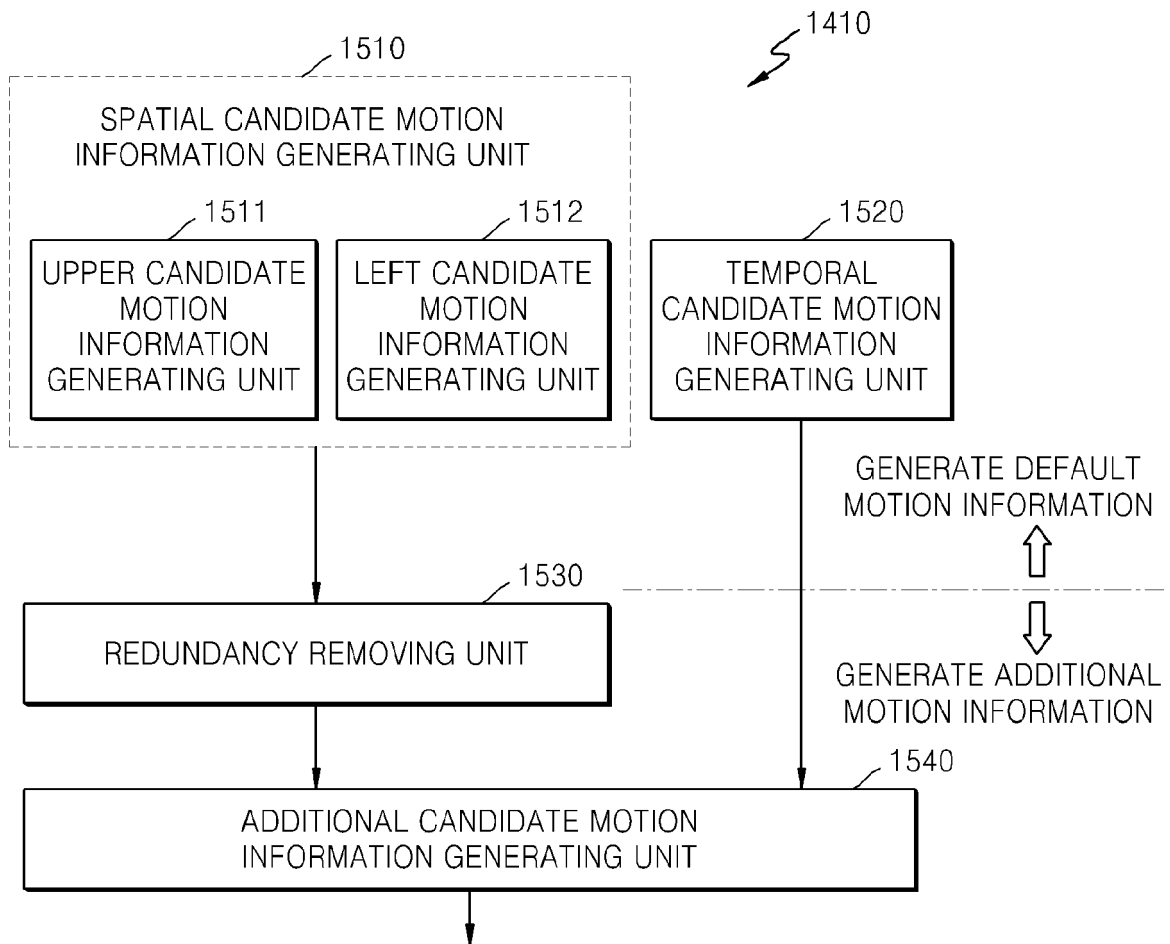 1410
1510
SPATIAL CANDIDATE MOTION
INFORMATION GENERATING UNIT
1511
1512
1520
UPPER CANDIDATE
MOTION
INFORMATION
GENERATING UNIT
LEFT CANDIDATE
MOTION
INFORMATION
GENERATING UNIT
TEMPORAL
CANDIDATE MOTION
INFORMATION
GENERATING UNIT
GENERATE DEFAULT
MOTION INFORMATION
1530
REDUNDANCY REMOVING UNIT
GENERATE ADDITIONAL
MOTION INFORMATION
1540
ADDITIONAL CANDIDATE MOTION
INFORMATION GENERATING UNIT